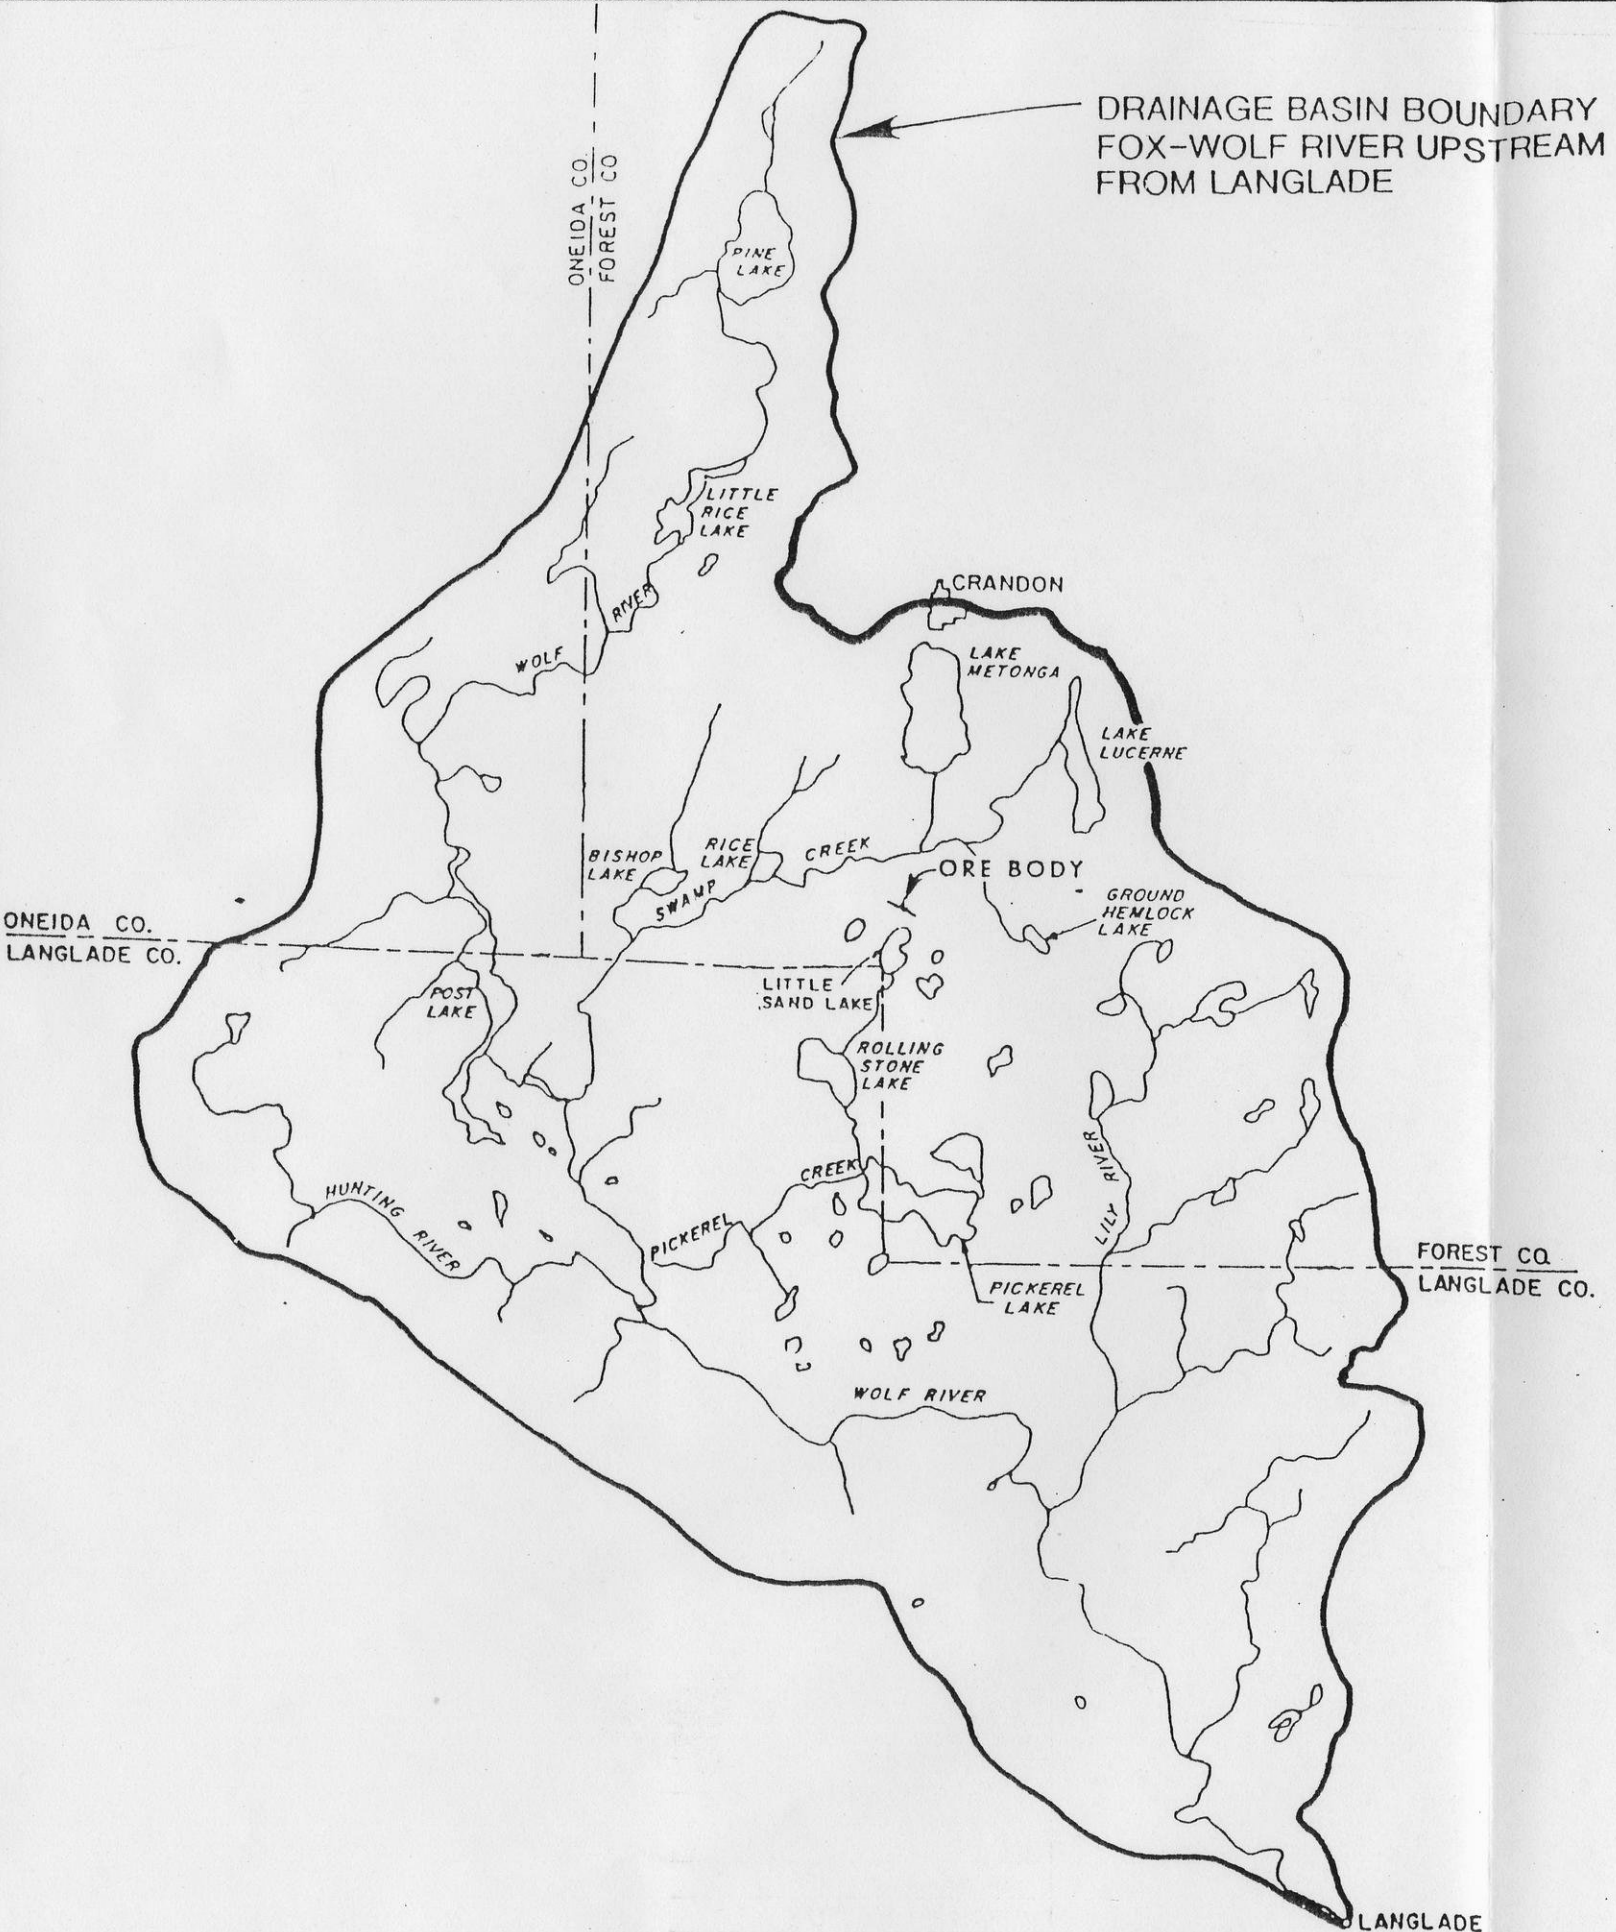 DRAINAGE BASIN BOUNDARY
FOX-WOLF RIVER UPSTREAM
FROM LANGLADE
ONEIDA CO.
FOREST CO
PINE
LAKE
LITTLE
RICE
LAKE
CRANDON
RIVER
WOLF
LAKE
METONGA
LAKE
LUCERNE
BISHOP
LAKE
RICE
LAKE
CREEK
SWAMP
ORE BODY
GROUND
HEMLOCK
LAKE
ONEIDA CO.
LANGLADE CO.
POST
LAKE
LITTLE
SAND LAKE
ROLLING
STONE
LAKE
LILY RIVER
CREEK
PICKEREL
HUNTING RIVER
PICKEREL
LAKE
FOREST CO.
LANGLADE CO.
WOLF RIVER
LANGLADE